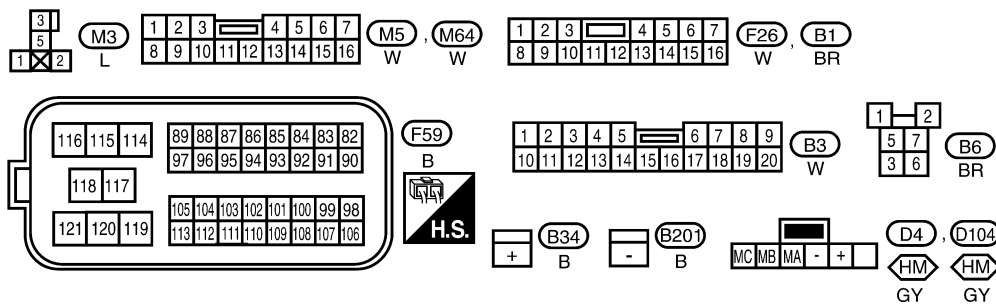 3
5
1 2
M3
L
1 2 3 4 5 6 7
8 9 10 11 12 13 14 15 16
M5 , M64
W W
1 2 3 4 5 6 7
8 9 10 11 12 13 14 15 16
F26 , B1
W BR
116 115 114
118 117
121 120 119
89 88 87 86 85 84 83 82
97 96 95 94 93 92 91 90
105 104 103 102 101 100 99 98
113 112 111 110 109 108 107 106
F59
B
H.S.
1 2 3 4 5 6 7 8 9
10 11 12 13 14 15 16 17 18 19 20
B3
W
1 2
5 7
3 6
B6
BR
+
B34
B
-
B201
B
MC MB MA - +
D4 , D104
HM HM
GY GY